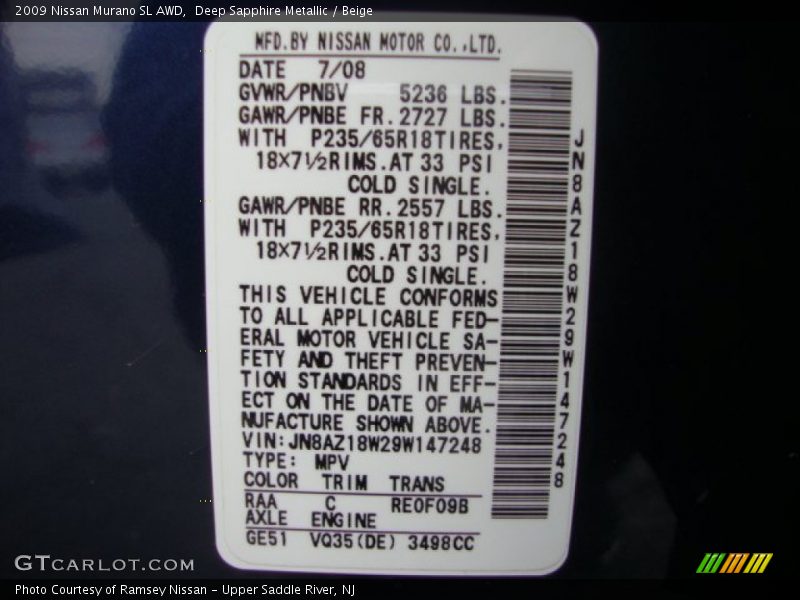 2009 Nissan Murano SL AWD,  Deep Sapphire Metallic / Beige
MFD.BY NISSAN MOTOR CO.,LTD.
DATE 7/08
GVWR/PNBV 5236 LBS.
GAWR/PNBE FR.2727 LBS.
WITH P235/65R18TIRES,
18X7½RIMS.AT 33 PSI
COLD SINGLE.
GAWR/PNBE RR.2557 LBS.
WITH P235/65R18TIRES,
18X7½RIMS.AT 33 PSI
COLD SINGLE.
THIS VEHICLE CONFORMS
TO ALL APPLICABLE FED-
ERAL MOTOR VEHICLE SA-
FETY AND THEFT PREVEN-
TION STANDARDS IN EFF-
ECT ON THE DATE OF MA-
NUFACTURE SHOWN ABOVE.
VIN:JN8AZ18W29W147248
TYPE: MPV
COLOR TRIM TRANS
RAA C RE0F09B
AXLE ENGINE
GE51 VQ35(DE) 3498CC
JN8AZ18W29W147248
GTCARLOT.COM
Photo Courtesy of Ramsey Nissan - Upper Saddle River, NJ